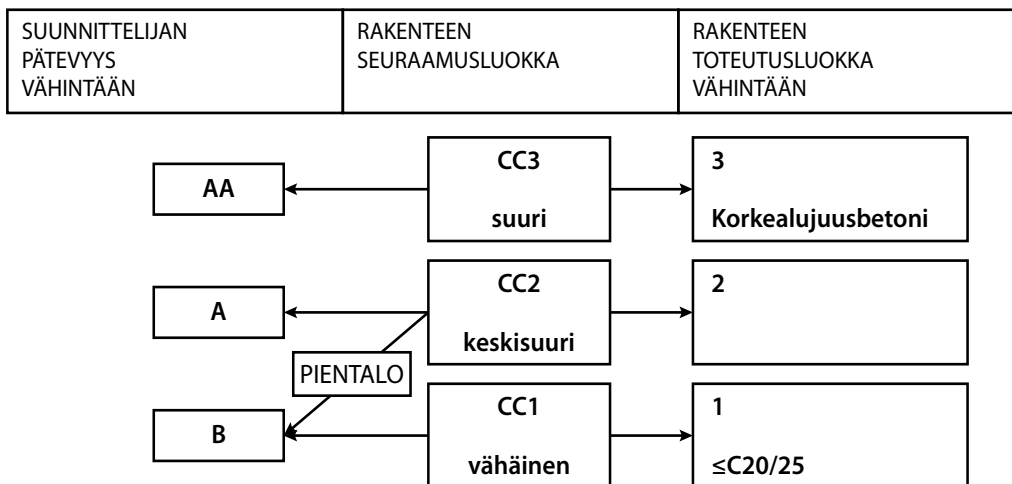 SUUNNITTELIJAN
PÄTEVYYS
VÄHINTÄÄN
RAKENTEEN
SEURAAMUSLUOKKA
RAKENTEEN
TOTEUTUSLUOKKA
VÄHINTÄÄN
AA
CC3
suuri
3
Korkealujuusbetoni
A
CC2
keskisuuri
2
PIENTALO
B
CC1
vähäinen
1
≤C20/25